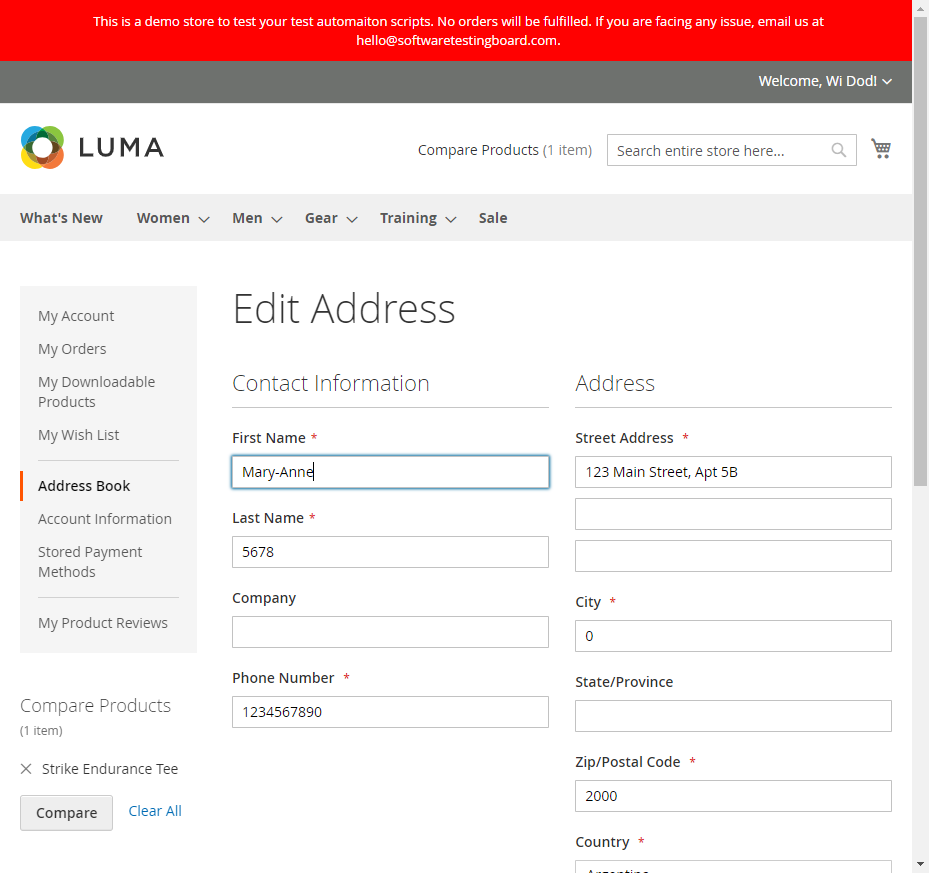 This is a demo store to test your test automaiton scripts. No orders will be fulfilled. If you are facing any issue, email us at
hello@softwaretestingboard.com.
Welcome, Wi Dod!
LUMA
Compare Products (1 item)
Search entire store here...
What's New
Women
Men
Gear
Training
Sale
My Account
My Orders
My Downloadable
Products
My Wish List
Address Book
Account Information
Stored Payment
Methods
My Product Reviews
Compare Products
(1 item)
Strike Endurance Tee
Compare
Clear All
Edit Address
Contact Information
First Name *
Mary-Anne
Last Name *
5678
Company
Phone Number *
1234567890
Address
Street Address *
123 Main Street, Apt 5B
City *
0
State/Province
Zip/Postal Code *
2000
Country *
Argentina